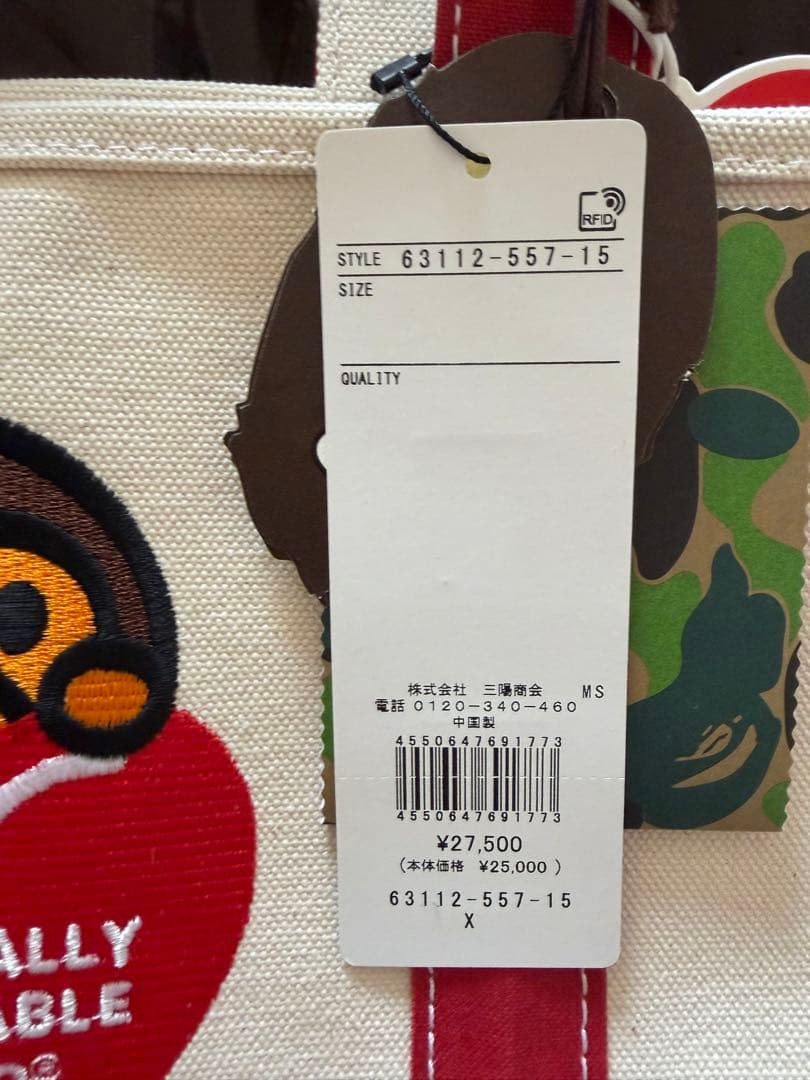 RFID
STYLE 63112-557-15
SIZE
QUALITY
株式会社 三陽商会 MS
電話 0120-340-460
中国製
4550647691773
4550647691773
¥27,500
(本体価格 ¥25,000 )
63112-557-15
X
ALLY
ABLE